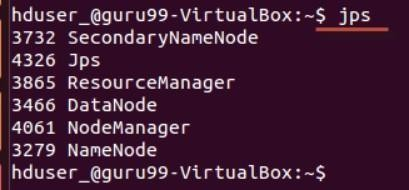 hduser_@guru99-VirtualBox:~$ jps
3732 SecondaryNameNode
4326 Jps
3865 ResourceManager
3466 DataNode
4061 NodeManager
3279 NameNode
hduser_@guru99-VirtualBox:~$